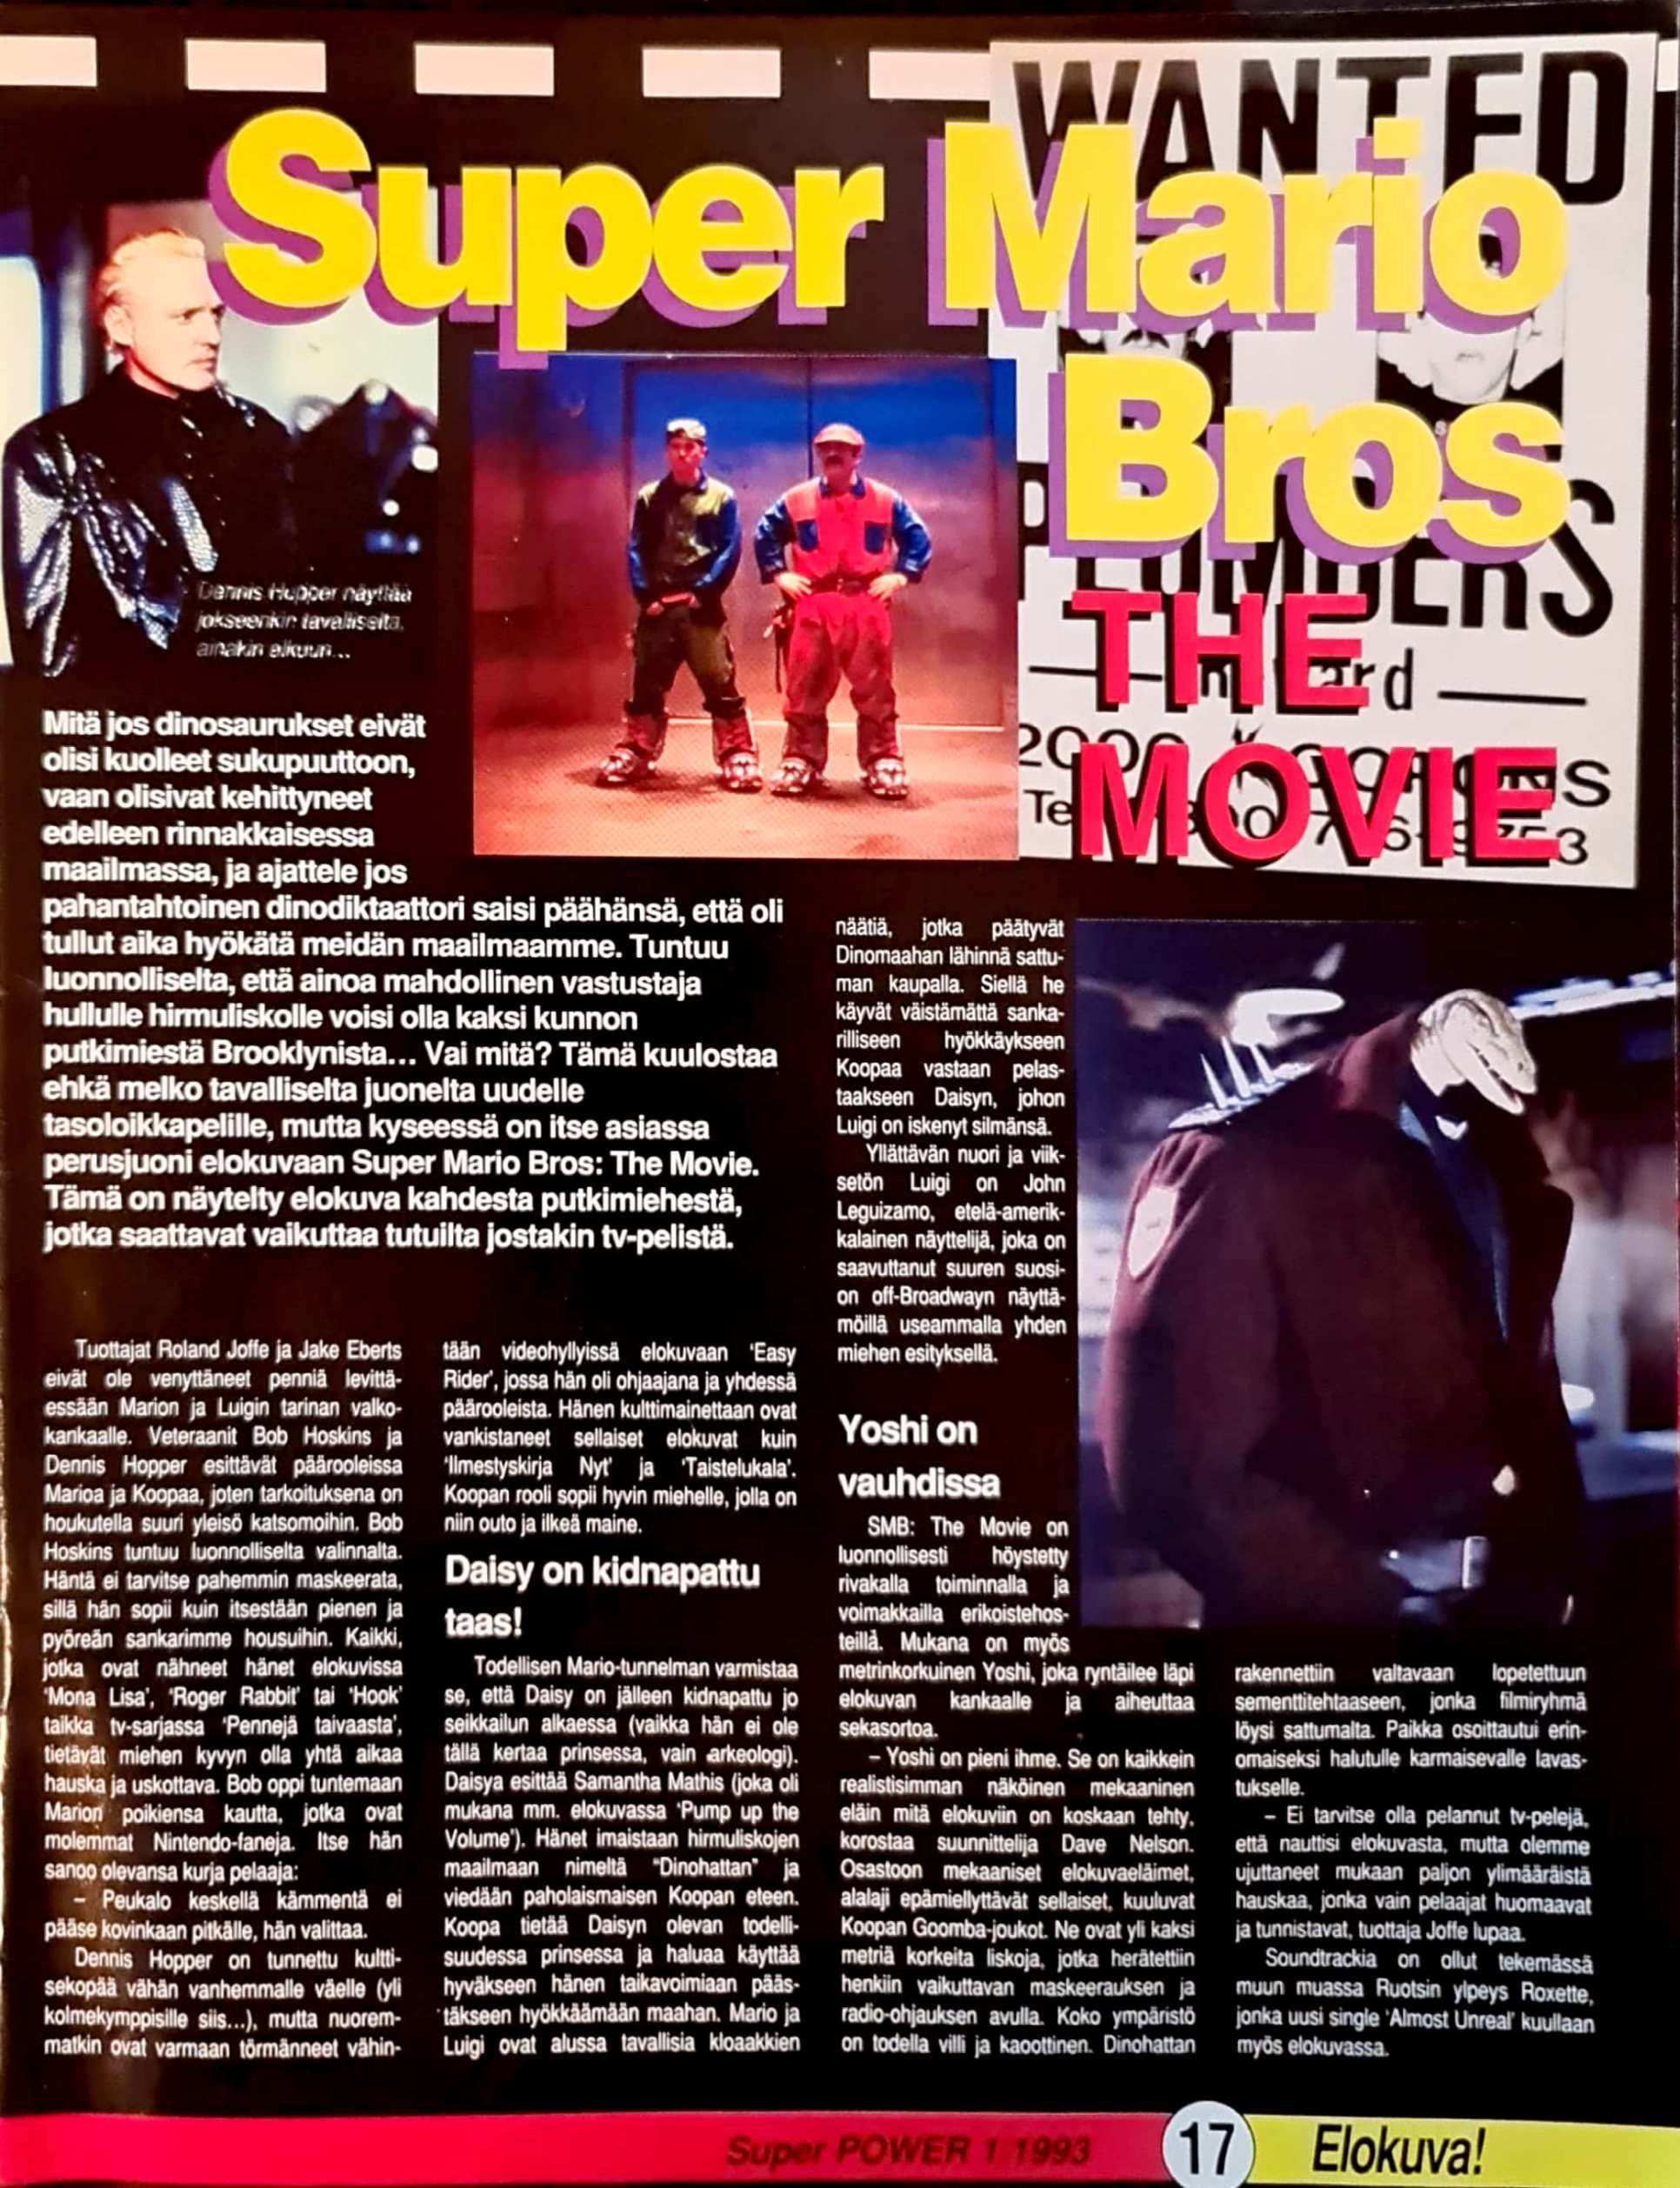 WANTED
Super Mario
Bros
THE
MOVIE
Dennis Hopper näyttää
jokseenkin tavalliselta,
ainakin alkuun...
Mitä jos dinosaurukset eivät
olisi kuolleet sukupuuttoon,
vaan olisivat kehittyneet
edelleen rinnakkaisessa
maailmassa, ja ajattele jos
pahantahtoinen dinodiktaattori saisi päähänsä, että oli
tullut aika hyökätä meidän maailmaamme. Tuntuu
luonnolliselta, että ainoa mahdollinen vastustaja
hullulle hirmuliskolle voisi olla kaksi kunnon
putkimiestä Brooklynista... Vai mitä? Tämä kuulostaa
ehkä melko tavalliselta juonelta uudelle
tasoloikkapelille, mutta kyseessä on itse asiassa
perusjuoni elokuvaan Super Mario Bros: The Movie.
Tämä on näytelty elokuva kahdesta putkimiehestä,
jotka saattavat vaikuttaa tutuilta jostakin tv-pelistä.
Tuottajat Roland Joffe ja Jake Eberts
eivät ole venyttäneet penniä levittä-
essään Marion ja Luigin tarinan valko-
kankaalle. Veteraanit Bob Hoskins ja
Dennis Hopper esittävät päärooleissa
Marioa ja Koopaa, joten tarkoituksena on
houkutella suuri yleisö katsomoihin. Bob
Hoskins tuntuu luonnolliselta valinnalta.
Häntä ei tarvitse pahemmin maskeerata,
sillä hän sopii kuin itsestään pienen ja
pyöreän sankarimme housuihin. Kaikki,
jotka ovat nähneet hänet elokuvissa
'Mona Lisa', 'Roger Rabbit' tai 'Hook'
taikka tv-sarjassa 'Pennejä taivaasta',
tietävät miehen kyvyn olla yhtä aikaa
hauska ja uskottava. Bob oppi tuntemaan
Marion poikiensa kautta, jotka ovat
molemmat Nintendo-faneja. Itse hän
sanoo olevansa kurja pelaaja:
– Peukalo keskellä kämmentä ei
pääse kovinkaan pitkälle, hän valittaa.
Dennis Hopper on tunnettu kultti-
sekopää vähän vanhemmalle väelle (yli
kolmekymppisille siis...), mutta nuorem-
matkin ovat varmaan törmänneet vähin-
tään videohyllyissä elokuvaan 'Easy
Rider', jossa hän oli ohjaajana ja yhdessä
päärooleista. Hänen kulttimainettaan ovat
vankistaneet sellaiset elokuvat kuin
'Ilmestyskirja Nyt' ja 'Taistelukala'.
Koopan rooli sopii hyvin miehelle, jolla on
niin outo ja ilkeä maine.
Daisy on kidnapattu
taas!
Todellisen Mario-tunnelman varmistaa
se, että Daisy on jälleen kidnapattu jo
seikkailun alkaessa (vaikka hän ei ole
tällä kertaa prinsessa, vain arkeologi).
Daisya esittää Samantha Mathis (joka oli
mukana mm. elokuvassa 'Pump up the
Volume'). Hänet imaistaan hirmuliskojen
maailmaan nimeltä "Dinohattan" ja
viedään paholaismaisen Koopan eteen.
Koopa tietää Daisyn olevan todelli-
suudessa prinsessa ja haluaa käyttää
hyväkseen hänen taikavoimiaan pääs-
täkseen hyökkäämään maahan. Mario ja
Luigi ovat alussa tavallisia kloaakkien
näätiä, jotka päätyvät
Dinomaahan lähinnä sattu-
man kaupalla. Siellä he
käyvät väistämättä sanka-
rilliseen hyökkäykseen
Koopaa vastaan pelas-
taakseen Daisyn, johon
Luigi on iskenyt silmänsä.
Yllättävän nuori ja viik-
setön Luigi on John
Leguizamo, etelä-amerik-
kalainen näyttelijä, joka on
saavuttanut suuren suosi-
on off-Broadwayn näyttä-
möillä useammalla yhden
miehen esityksellä.
Yoshi on
vauhdissa
SMB: The Movie on
luonnollisesti höystetty
rivakalla toiminnalla ja
voimakkailla erikoistehos-
teillä. Mukana on myös
metrinkorkuinen Yoshi, joka ryntäilee läpi
elokuvan kankaalle ja aiheuttaa
sekasortoa.
– Yoshi on pieni ihme. Se on kaikkein
realistisimman näköinen mekaaninen
eläin mitä elokuviin on koskaan tehty,
korostaa suunnittelija Dave Nelson.
Osastoon mekaaniset elokuvaeläimet,
alalaji epämiellyttävät sellaiset, kuuluvat
Koopan Goomba-joukot. Ne ovat yli kaksi
metriä korkeita liskoja, jotka herätettiin
henkiin vaikuttavan maskeerauksen ja
radio-ohjauksen avulla. Koko ympäristö
on todella villi ja kaoottinen. Dinohattan
rakennettiin valtavaan lopetettuun
sementtitehtaaseen, jonka filmiryhmä
löysi sattumalta. Paikka osoittautui erin-
omaiseksi halutulle karmaisevalle lavas-
tukselle.
– Ei tarvitse olla pelannut tv-pelejä,
että nauttisi elokuvasta, mutta olemme
ujuttaneet mukaan paljon ylimääräistä
hauskaa, jonka vain pelaajat huomaavat
ja tunnistavat, tuottaja Joffe lupaa.
Soundtrackia on ollut tekemässä
muun muassa Ruotsin ylpeys Roxette,
jonka uusi single 'Almost Unreal' kuullaan
myös elokuvassa.
Super POWER 1 1993
17
Elokuva!